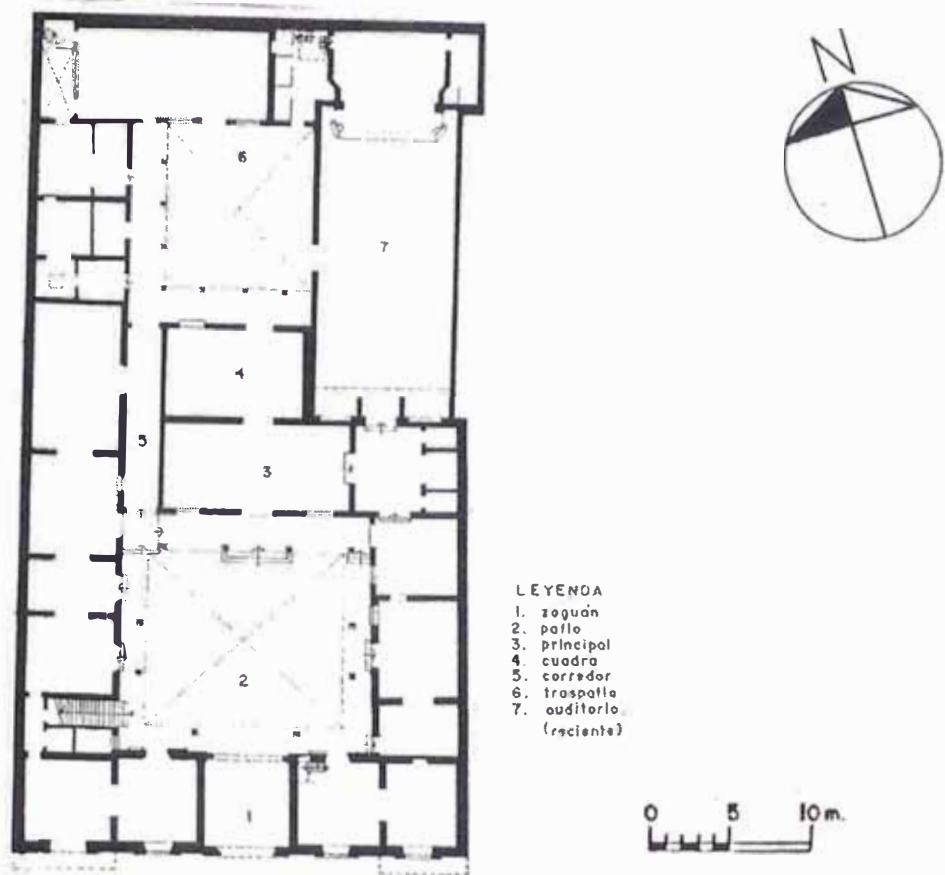 N
6
7
4
5
3
2
1
LEYENDA
1. zaguán
2. patio
3. principal
4. cuadra
5. corredor
6. traspatio
7. auditorio
(reciente)
0 5 10 m.